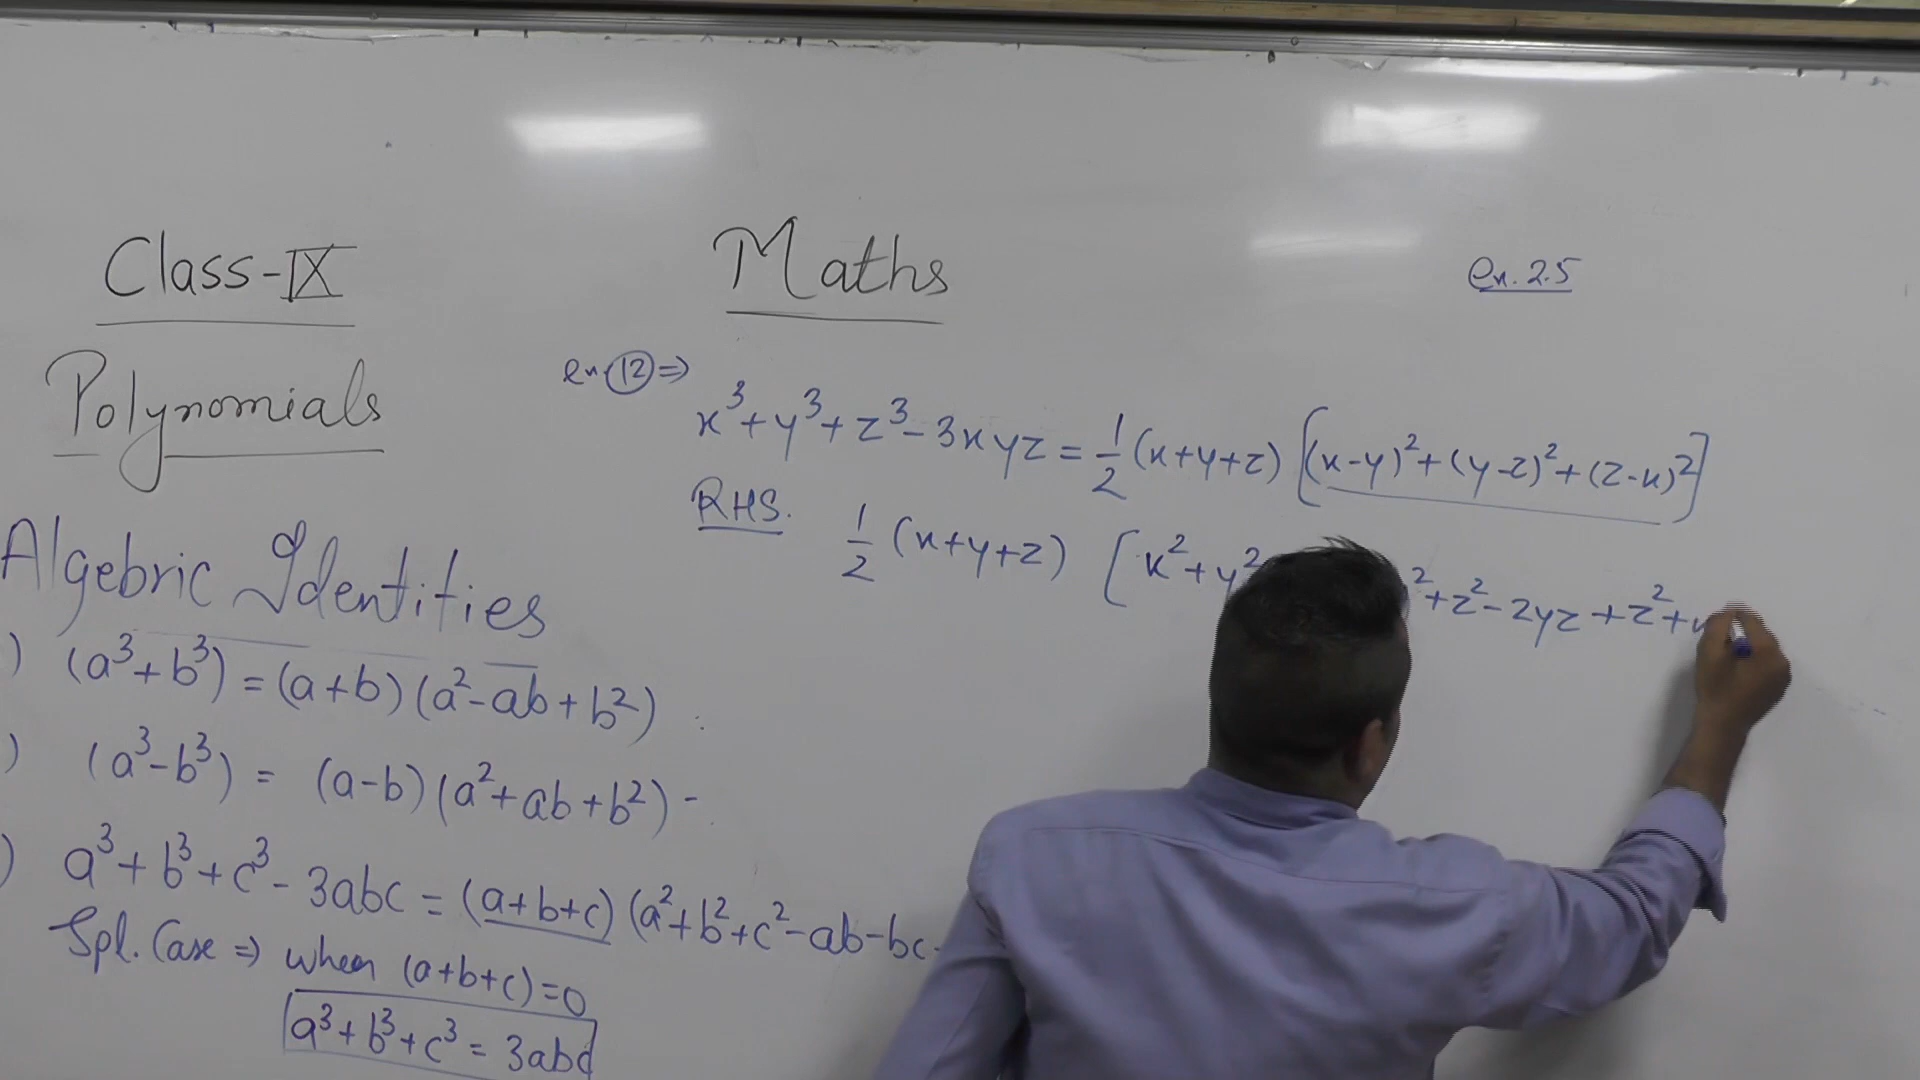 Class-IX
Maths
ex. 2.5
Polynomials
ex. 12 ⇒
x³+y³+z³-3xyz = 1/2 (x+y+z) [(x-y)²+(y-z)²+(z-x)²]
RHS. 1/2 (x+y+z) [x²+y² ²+z²-2yz+z²+
Algebric Identities
) (a³+b³) = (a+b) (a²-ab+b²)
) (a³-b³) = (a-b) (a²+ab+b²) -
) a³+b³+c³-3abc = (a+b+c) (a²+b²+c²-ab-bc-
Spl. Case ⇒ when (a+b+c)=0
a³+b³+c³ = 3abc